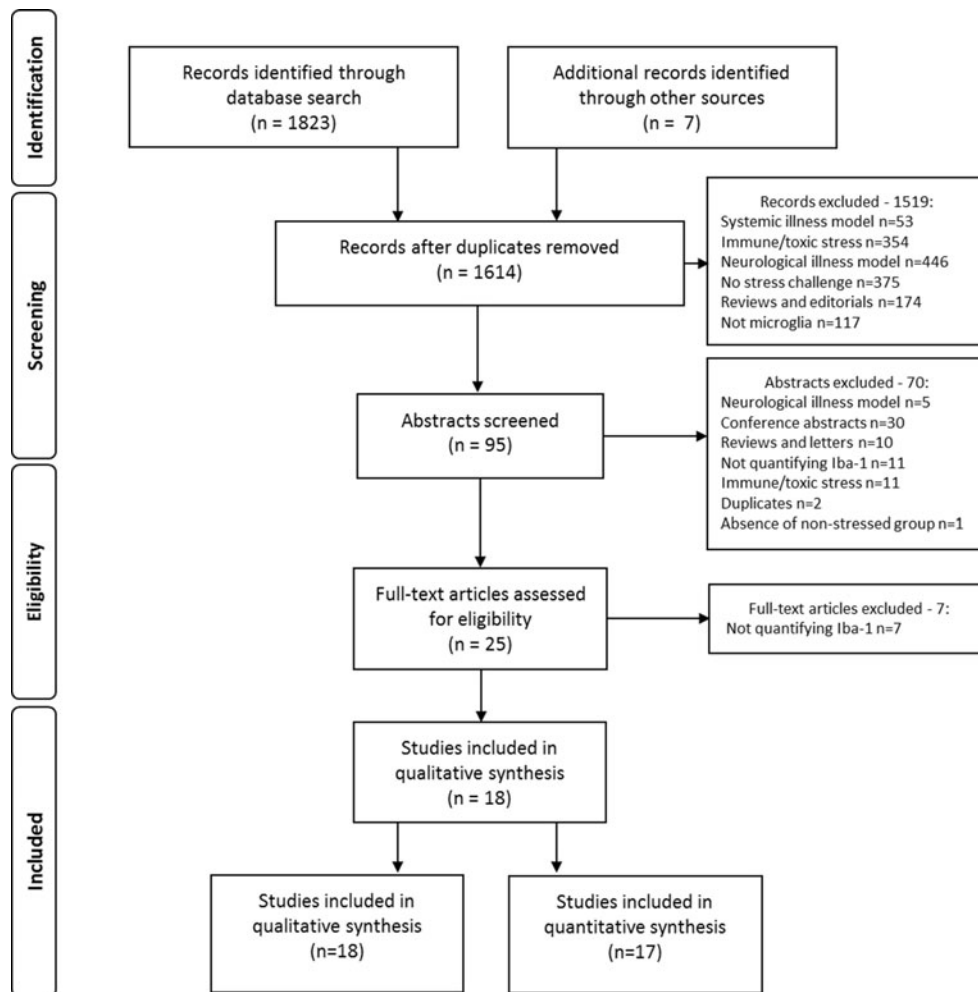 Identification
Records identified through
database search
(n = 1823)
Additional records identified
through other sources
(n = 7)
Screening
Records after duplicates removed
(n = 1614)
Records excluded - 1519:
Systemic illness model n=53
Immune/toxic stress n=354
Neurological illness model n=446
No stress challenge n=375
Reviews and editorials n=174
Not microglia n=117
Abstracts screened
(n = 95)
Abstracts excluded - 70:
Neurological illness model n=5
Conference abstracts n=30
Reviews and letters n=10
Not quantifying Iba-1 n=11
Immune/toxic stress n=11
Duplicates n=2
Absence of non-stressed group n=1
Eligibility
Full-text articles assessed
for eligibility
(n = 25)
Full-text articles excluded - 7:
Not quantifying Iba-1 n=7
Included
Studies included in
qualitative synthesis
(n = 18)
Studies included in
qualitative synthesis
(n=18)
Studies included in
quantitative synthesis
(n=17)